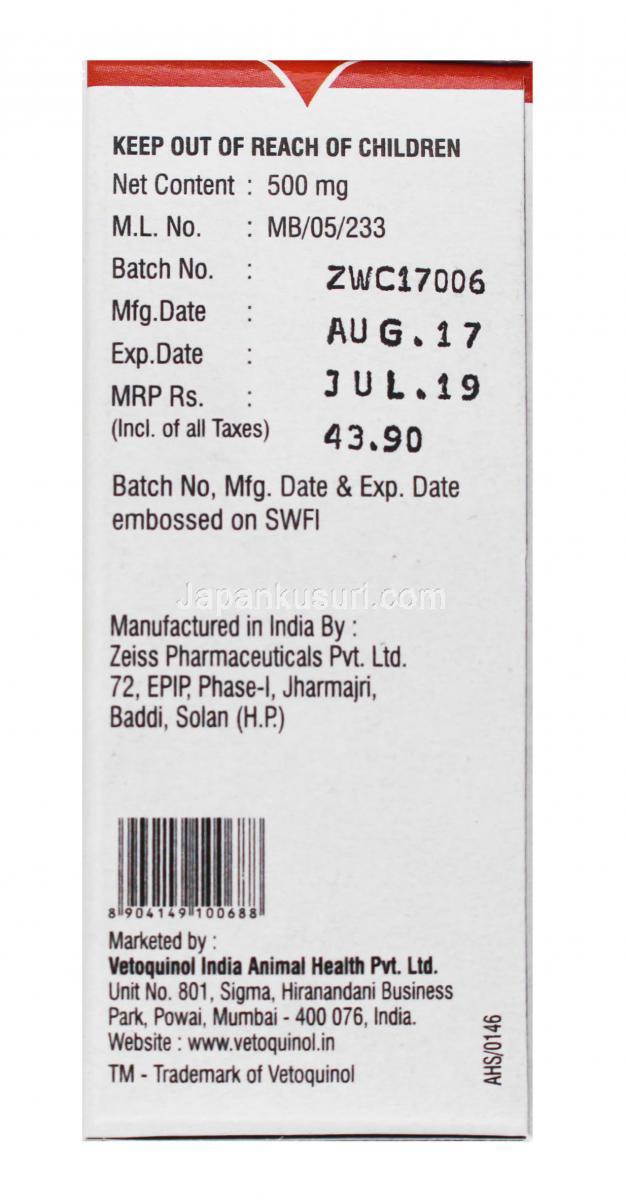 KEEP OUT OF REACH OF CHILDREN
Net Content : 500 mg
M.L. No. : MB/05/233
Batch No. : ZWC17006
Mfg.Date : AUG.17
Exp.Date : JUL.19
MRP Rs. : 43.90
(Incl. of all Taxes)
Batch No, Mfg. Date & Exp. Date
embossed on SWFI
Japankusuri.com
Manufactured in India By :
Zeiss Pharmaceuticals Pvt. Ltd.
72, EPIP, Phase-I, Jharmajri,
Baddi, Solan (H.P.)
8 904149 100688
Marketed by :
Vetoquinol India Animal Health Pvt. Ltd.
Unit No. 801, Sigma, Hiranandani Business
Park, Powai, Mumbai - 400 076, India.
Website : www.vetoquinol.in
TM - Trademark of Vetoquinol
AHS/0146